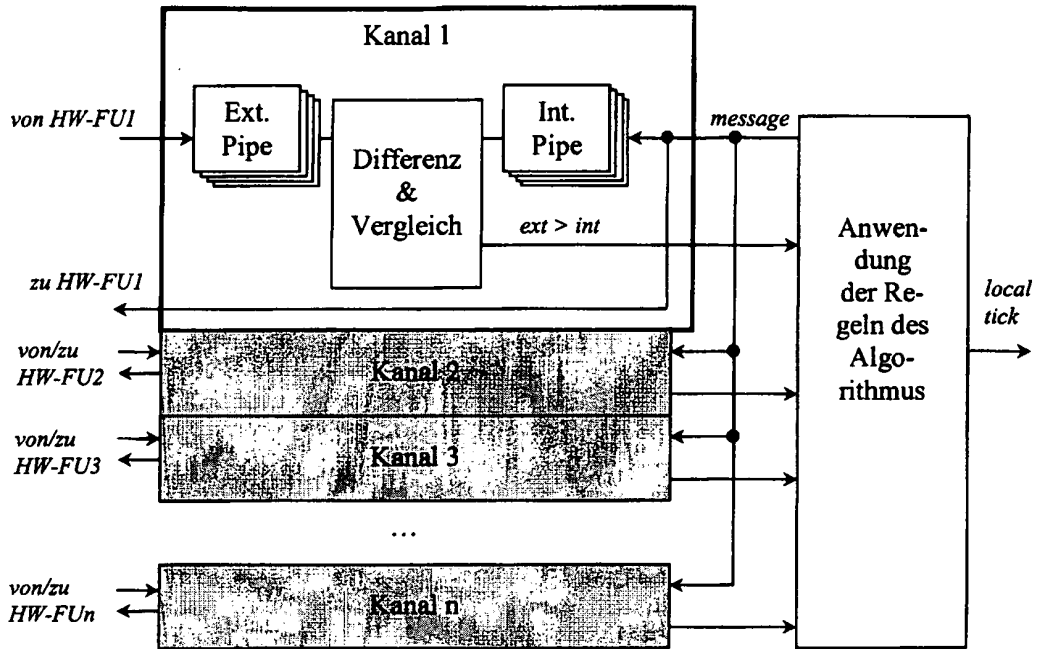 Kanal 1
von HW-FU1
Ext.
Pipe
Differenz
&
Vergleich
Int.
Pipe
message
ext > int
zu HW-FU1
Anwen-
dung
der Re-
geln des
Algo-
rithmus
local
tick
von/zu
HW-FU2
Kanal 2
von/zu
HW-FU3
Kanal 3
...
von/zu
HW-FUn
Kanal n